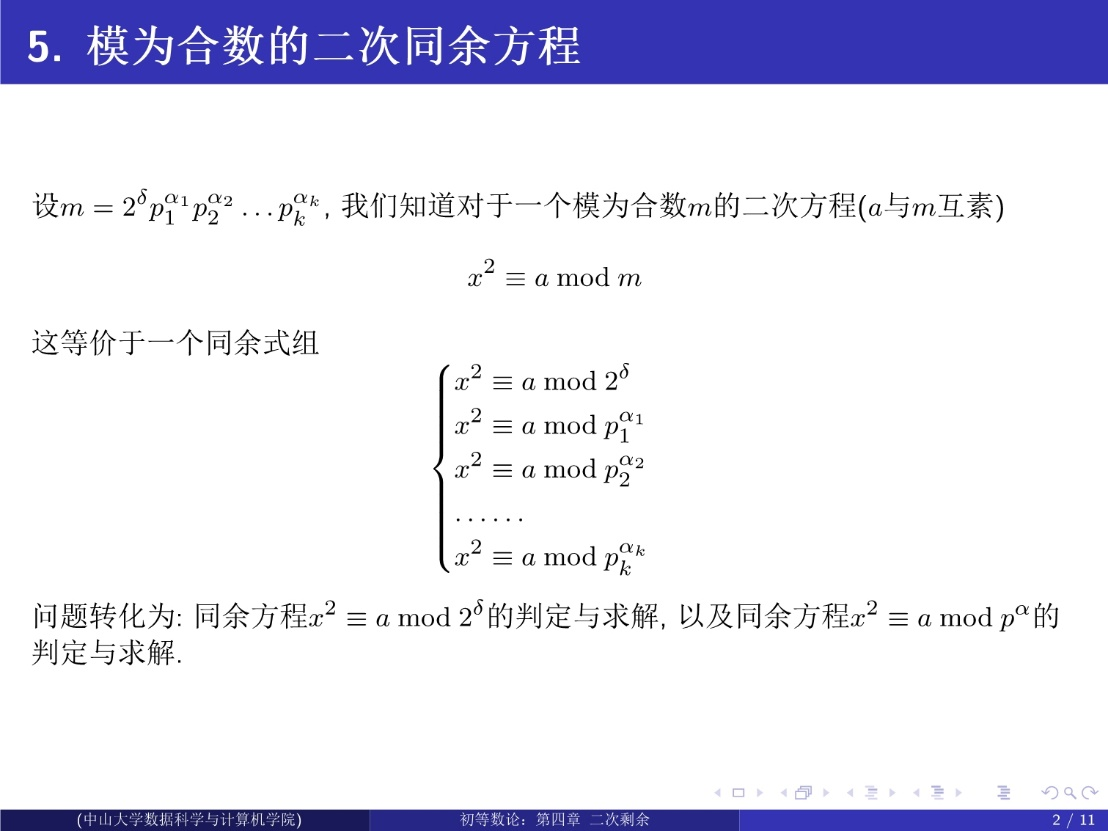 5. 模为合数的二次同余方程
设m = 2^δ p_1^{α_1} p_2^{α_2} … p_k^{α_k}, 我们知道对于一个模为合数m的二次方程(a与m互素)
x^2 ≡ a mod m
这等价于一个同余式组
x^2 ≡ a mod 2^δ
x^2 ≡ a mod p_1^{α_1}
x^2 ≡ a mod p_2^{α_2}
......
x^2 ≡ a mod p_k^{α_k}
问题转化为: 同余方程x^2 ≡ a mod 2^δ的判定与求解, 以及同余方程x^2 ≡ a mod p^α的
判定与求解.
(中山大学数据科学与计算机学院) 初等数论：第四章 二次剩余 2 / 11